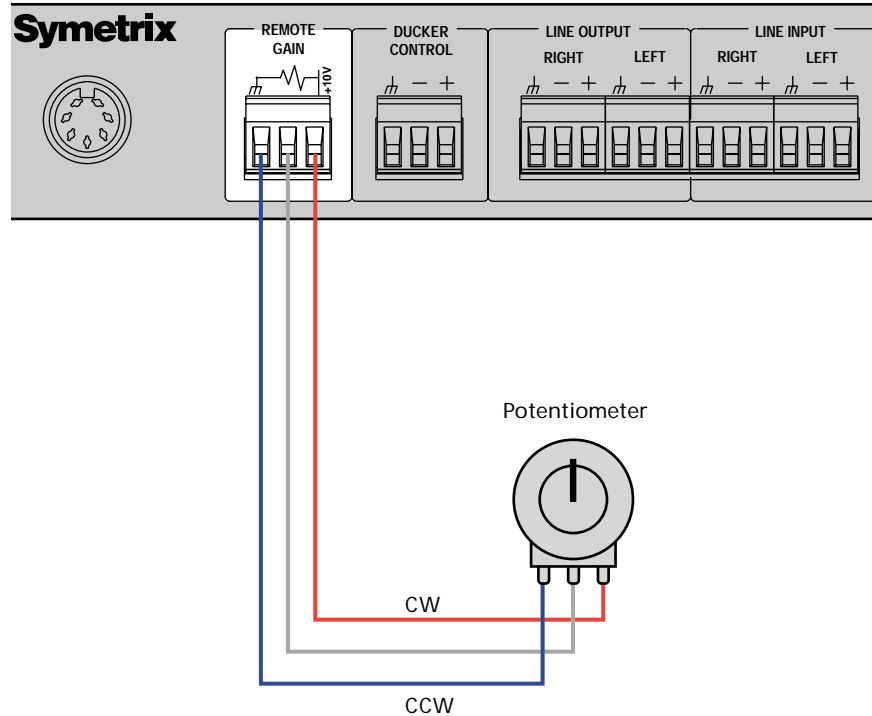 Symetrix
REMOTE
GAIN
+10V
DUCKER
CONTROL
− +
LINE OUTPUT
RIGHT
LEFT
− +
− +
LINE INPUT
RIGHT
LEFT
− +
− +
Potentiometer
CW
CCW